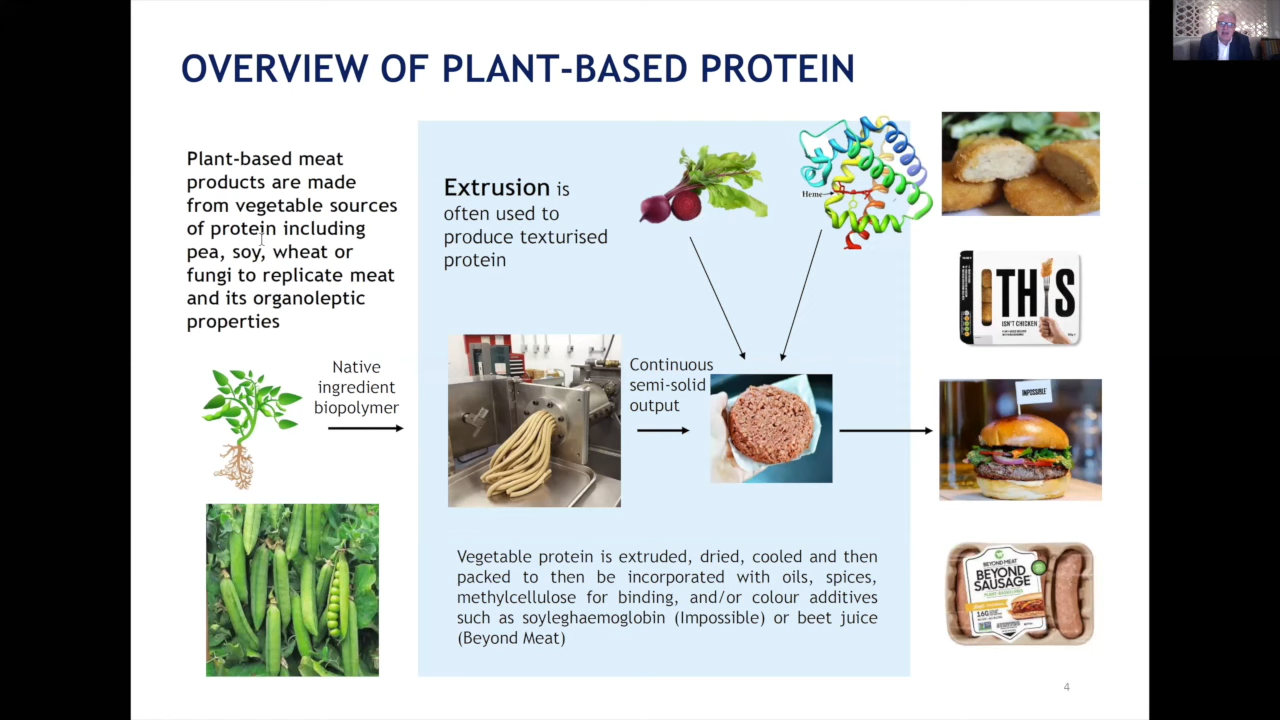 OVERVIEW OF PLANT-BASED PROTEIN
Plant-based meat
products are made
from vegetable sources
of protein including
pea, soy, wheat or
fungi to replicate meat
and its organoleptic
properties
Extrusion is
often used to
produce texturised
protein
Heme
Native
ingredient
biopolymer
Continuous
semi-solid
output
Vegetable protein is extruded, dried, cooled and then
packed to then be incorporated with oils, spices,
methylcellulose for binding, and/or colour additives
such as soyleghaemoglobin (Impossible) or beet juice
(Beyond Meat)
THIS
ISN'T CHICKEN
IMPOSSIBLE
BEYOND MEAT
BEYOND
SAUSAGE
PLANT-BASED
16G
4